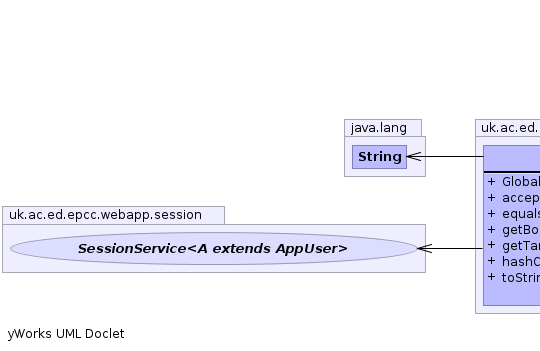 java.lang
uk.ac.ed.
String
Global
accep
uk.ac.ed.epcc.webapp.session
+ equals
+ getBo
SessionService<A extends AppUser>
+ getTa
+ hashC
+ toStrin
yWorks UML Doclet